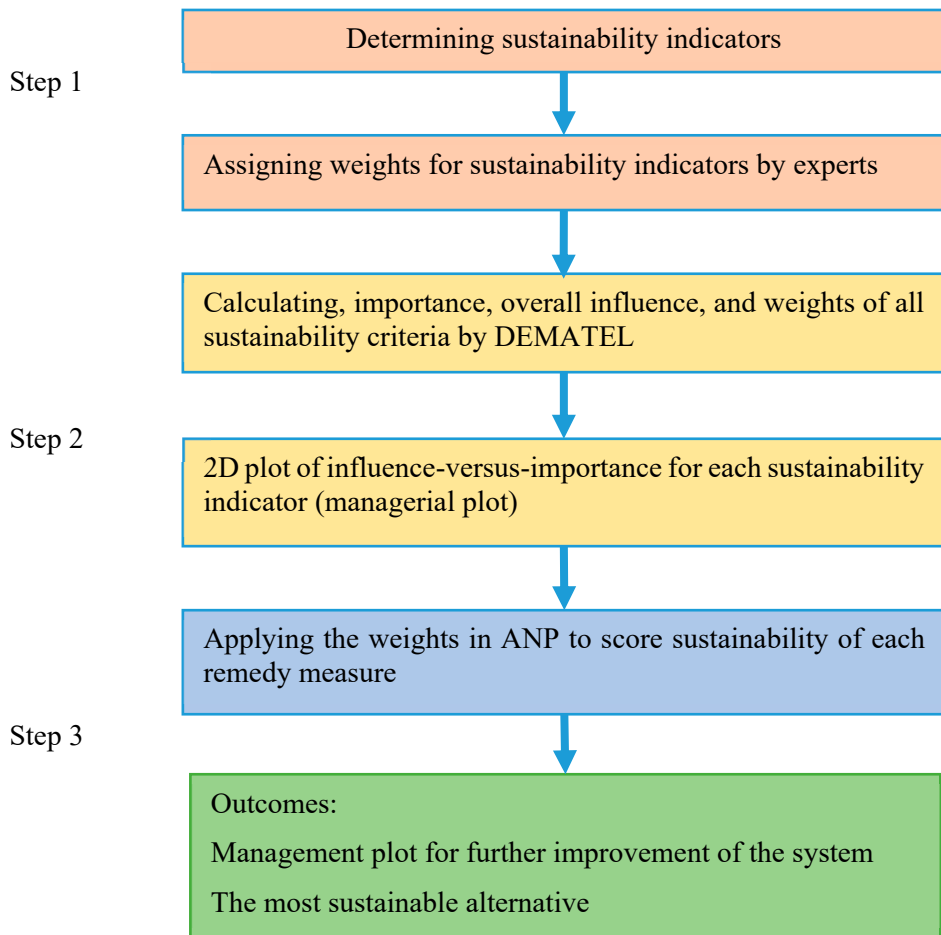 Determining sustainability indicators
Step 1
Assigning weights for sustainability indicators by experts
Calculating, importance, overall influence, and weights of all
sustainability criteria by DEMATEL
Step 2
2D plot of influence-versus-importance for each sustainability
indicator (managerial plot)
Applying the weights in ANP to score sustainability of each
remedy measure
Step 3
Outcomes:
Management plot for further improvement of the system
The most sustainable alternative